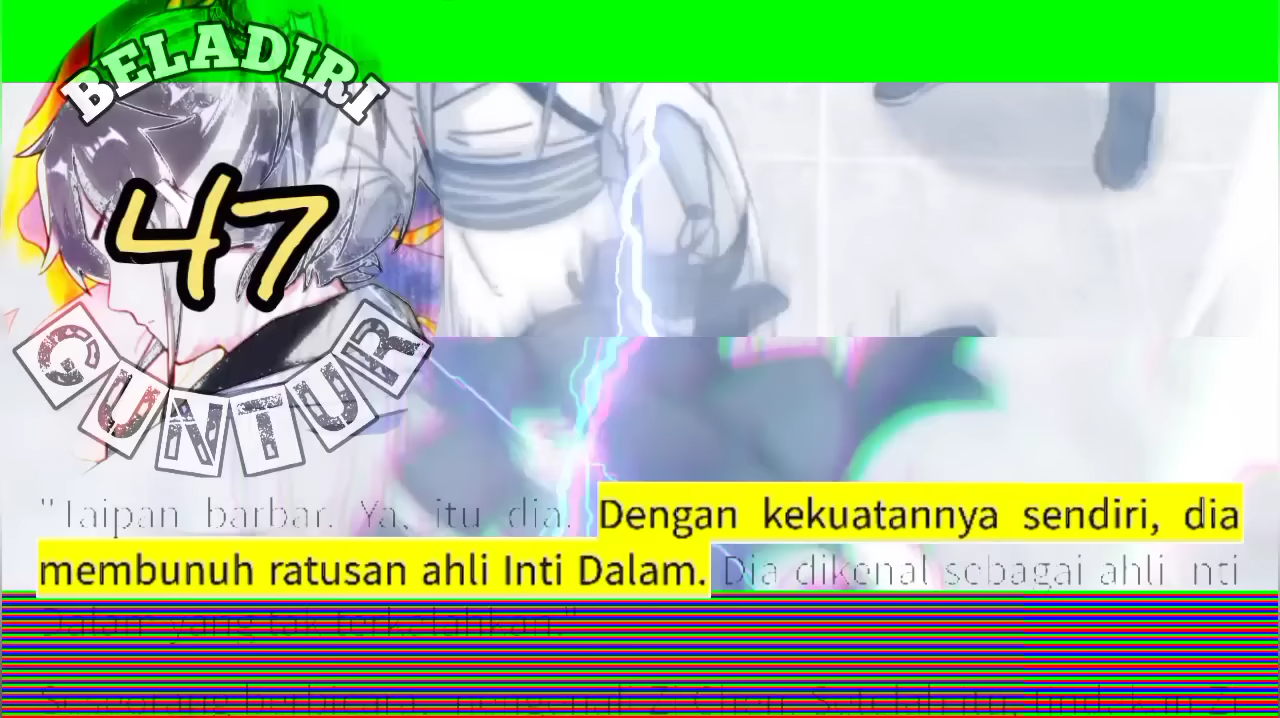 BELADIRI
47
GUNTUR
"Taipan barbar. Ya, itu dia. Dengan kekuatannya sendiri, dia
membunuh ratusan ahli Inti Dalam. Dia dikenal sebagai ahli Inti
Dalam yang tak terkalahkan."